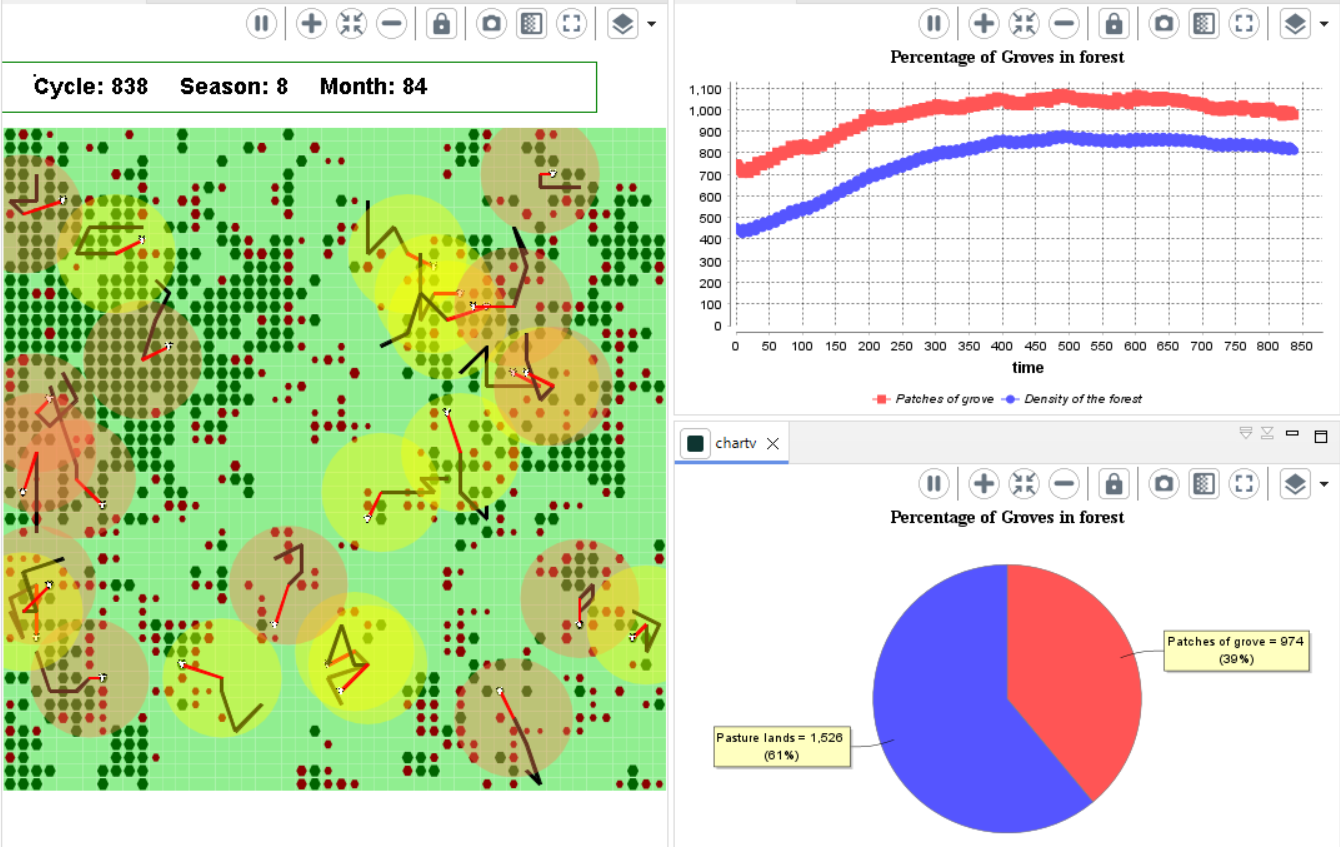 Cycle: 838 Season: 8 Month: 84
Percentage of Groves in forest
1,100
1,000
900
800
700
600
500
400
300
200
100
0
0 50 100 150 200 250 300 350 400 450 500 550 600 650 700 750 800 850
time
Patches of grove Density of the forest
chartv
Percentage of Groves in forest
Patches of grove = 974
(39%)
Pasture lands = 1,526
(61%)